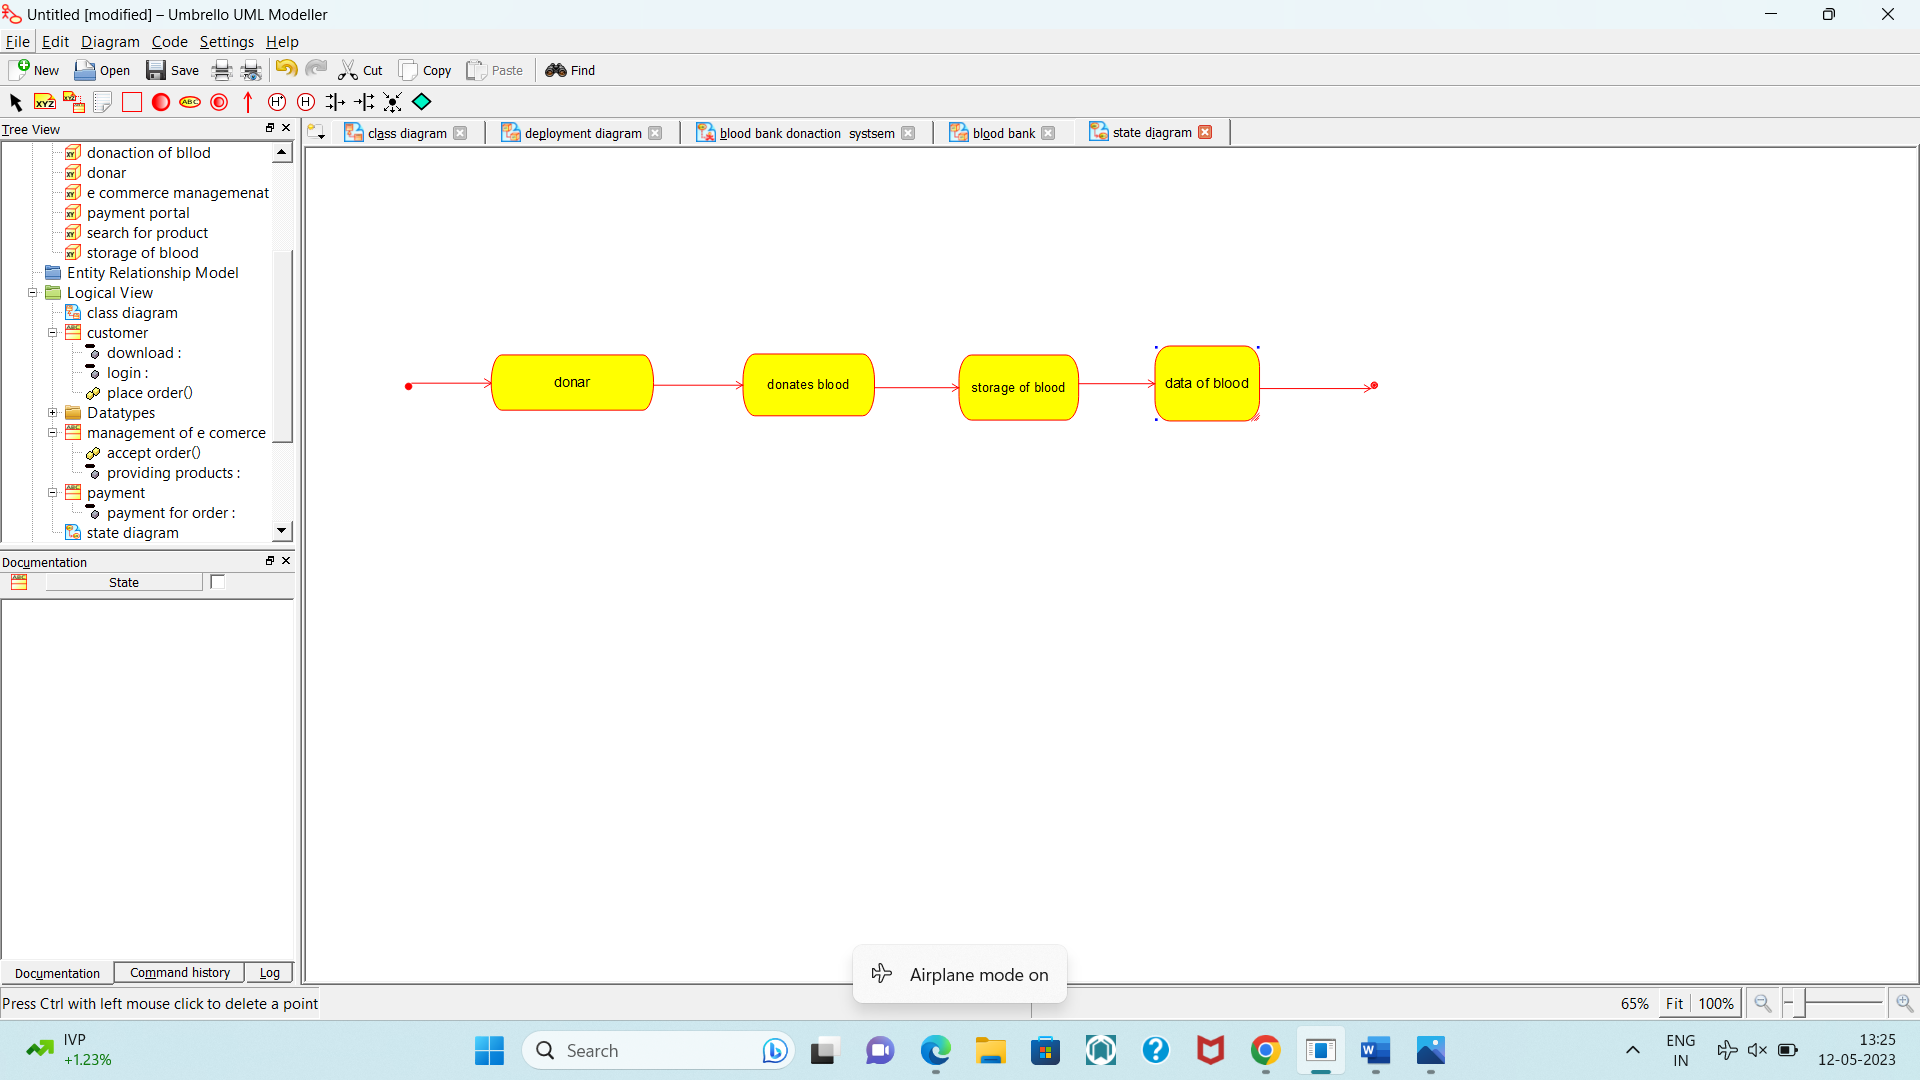 Untitled [modified] – Umbrello UML Modeller
File Edit Diagram Code Settings Help
New Open Save Cut Copy Paste Find
XYZ XYZ ABC H* H
Tree View
class diagram deployment diagram blood bank donaction systsem blood bank state diagram
donaction of bllod
donar
e commerce managemenat
payment portal
search for product
storage of blood
Entity Relationship Model
Logical View
class diagram
customer
download :
login :
place order()
Datatypes
management of e comerce
accept order()
providing products :
payment
payment for order :
state diagram
donar donates blood storage of blood data of blood
Documentation
State
Documentation Command history Log
Airplane mode on
Press Ctrl with left mouse click to delete a point
65% Fit 100%
IVP
+1.23%
Search
ENG
IN
13:25
12-05-2023